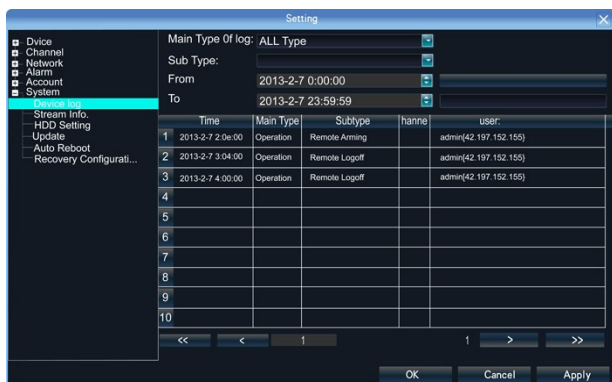 Setting
Dvice
Channel
Network
Alarm
Account
System
Device log
Stream Info.
HDD Setting
Update
Auto Reboot
Recovery Configurati...
Main Type 0f log: ALL Type
Sub Type:
From 2013-2-7 0:00:00
To 2013-2-7 23:59:59
Time Main Type Subtype hanne user:
1 2013-2-7 2:0e:00 Operation Remote Arming admin{42.197.152.155}
2 2013-2-7 3:04:00 Operation Remote Logoff admin{42.197.152.155}
3 2013-2-7 4:00:00 Operation Remote Logoff admin{42.197.152.155}
4
5
6
7
8
9
10
<< < 1 1 > >>
OK Cancel Apply